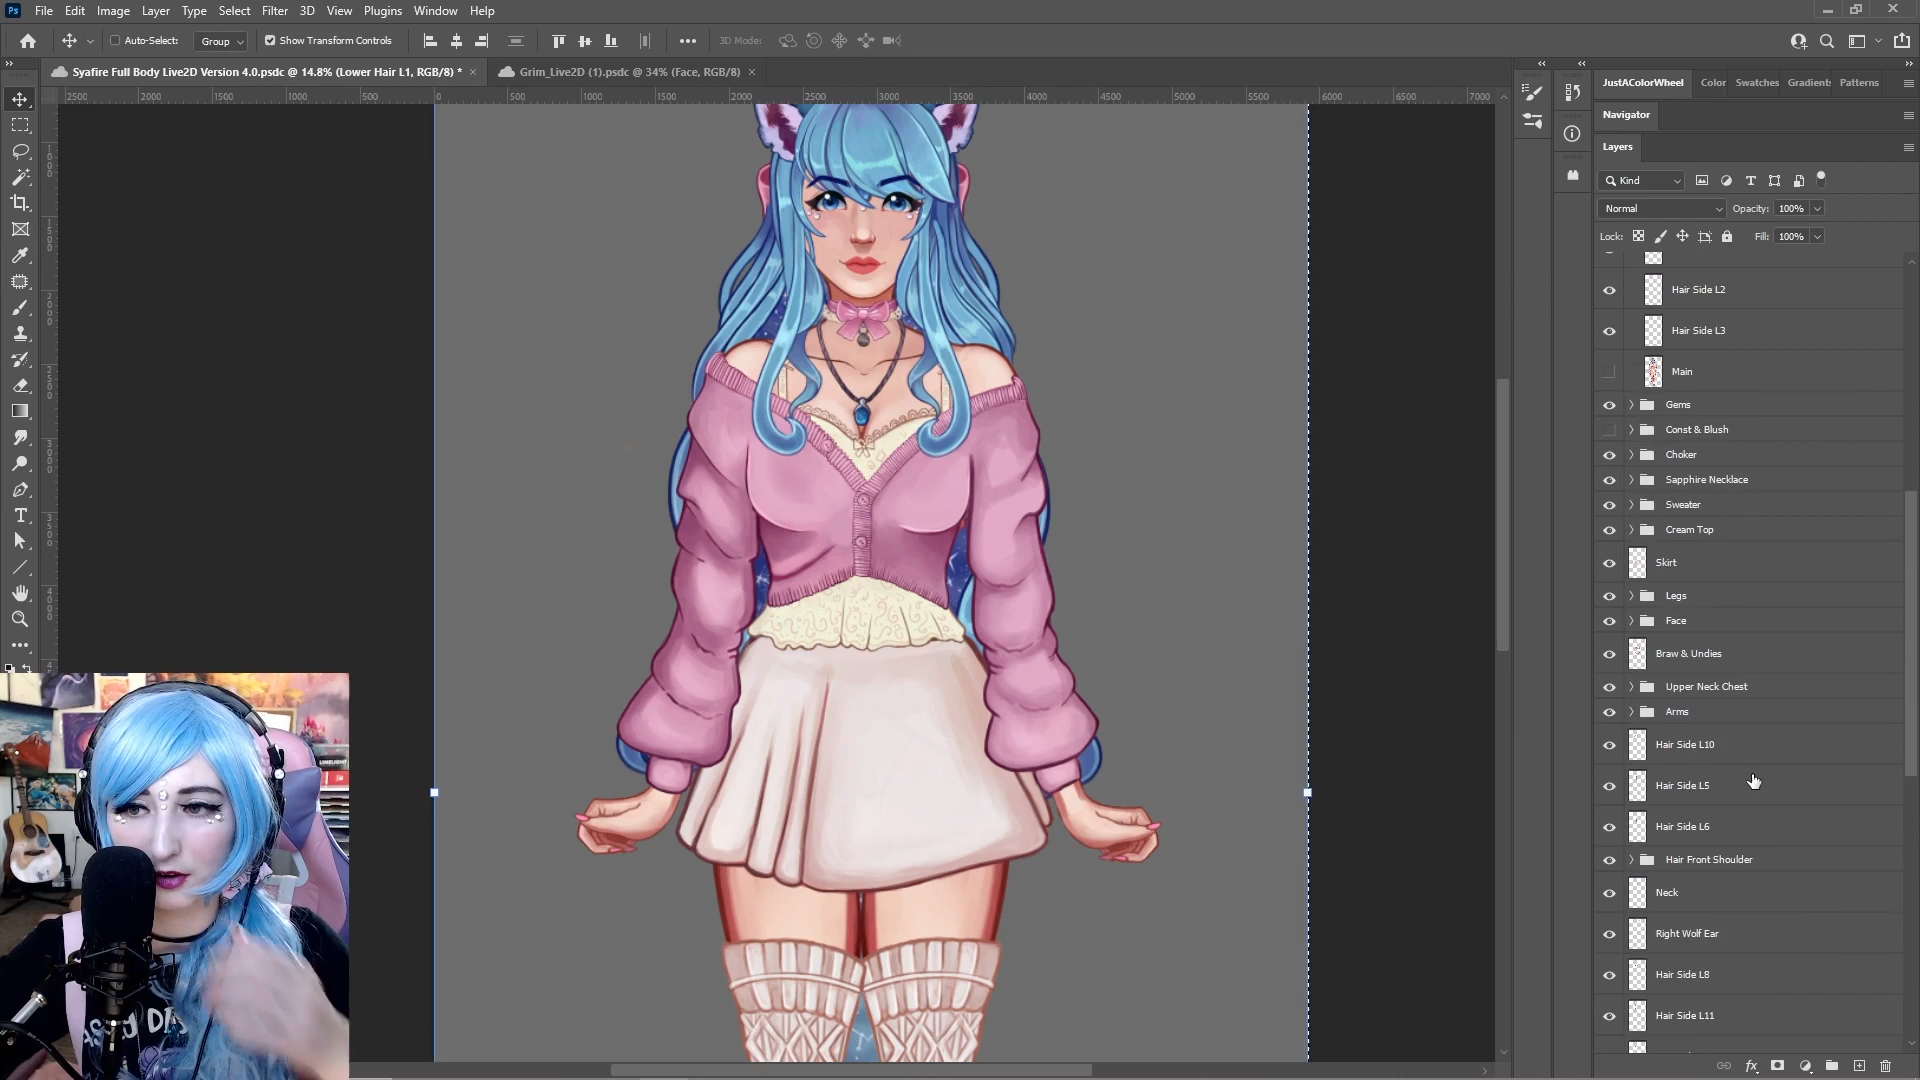 Ps File Edit Image Layer Type Select Filter 3D View Plugins Window Help
Auto-Select: Group Show Transform Controls 3D Mode:
Syafire Full Body Live2D Version 4.0.psdc @ 14.8% (Lower Hair L1, RGB/8) * × Grim_Live2D (1).psdc @ 34% (Face, RGB/8) ×
2500 2000 1500 1000 500 0 500 1000 1500 2000 2500 3000 3500 4000 4500 5000 5500 6000 6500 7000
JustAColorWheel Color Swatches Gradients Patterns
Navigator
Layers
Kind
Normal Opacity: 100%
Lock: Fill: 100%
Hair Side L2
Hair Side L3
Main
Gems
Const & Blush
Choker
Sapphire Necklace
Sweater
Cream Top
Skirt
Legs
Face
Braw & Undies
Upper Neck Chest
Arms
Hair Side L10
Hair Side L5
Hair Side L6
Hair Front Shoulder
Neck
Right Wolf Ear
Hair Side L8
Hair Side L11
fx